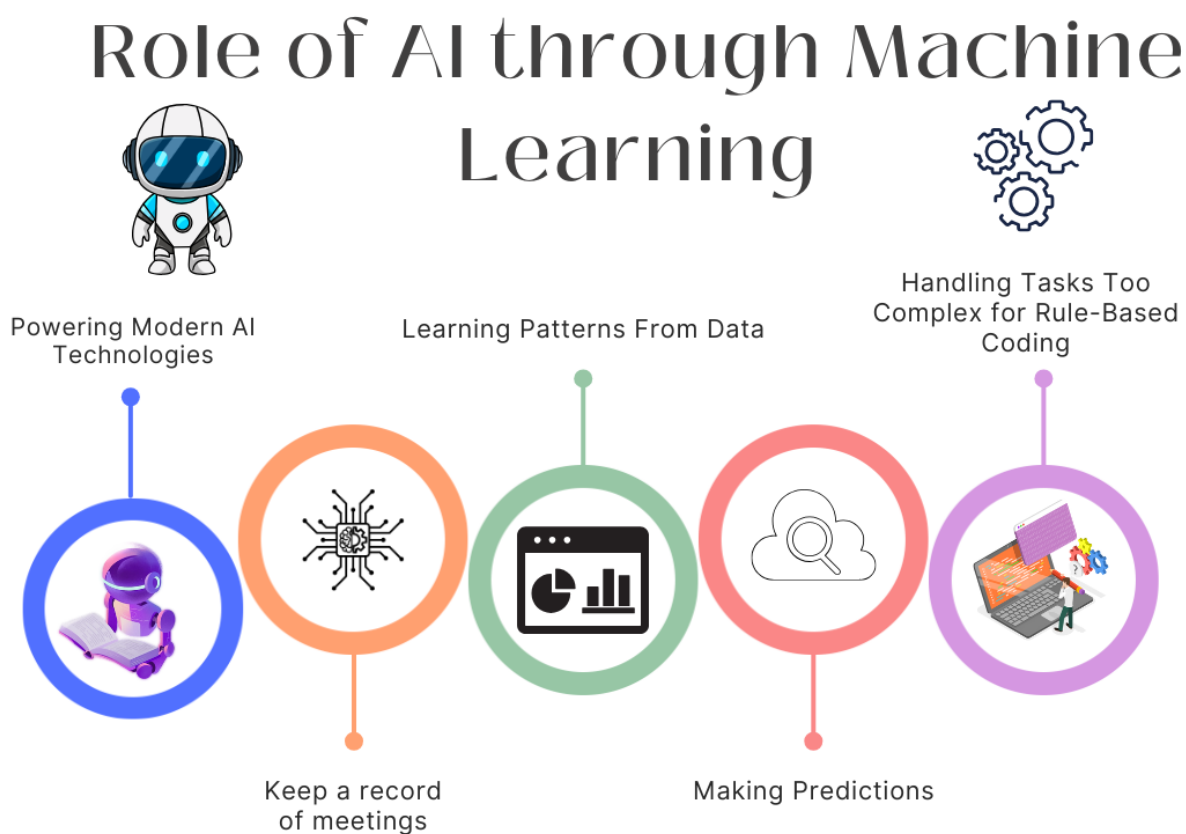 Role of AI through Machine
Learning
Powering Modern AI
Technologies
Learning Patterns From Data
Handling Tasks Too
Complex for Rule-Based
Coding
Keep a record
of meetings
Making Predictions